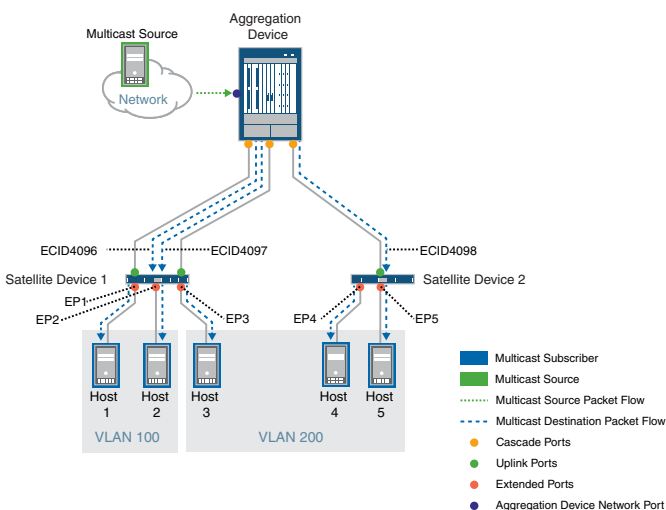 Aggregation
Device
Multicast Source
Network
ECID4096
ECID4097
ECID4098
Satellite Device 1
Satellite Device 2
EP1
EP2
EP3
EP4
EP5
Host
1
Host
2
Host
3
Host
4
Host
5
VLAN 100
VLAN 200
Multicast Subscriber
Multicast Source
Multicast Source Packet Flow
Multicast Destination Packet Flow
Cascade Ports
Uplink Ports
Extended Ports
Aggregation Device Network Port